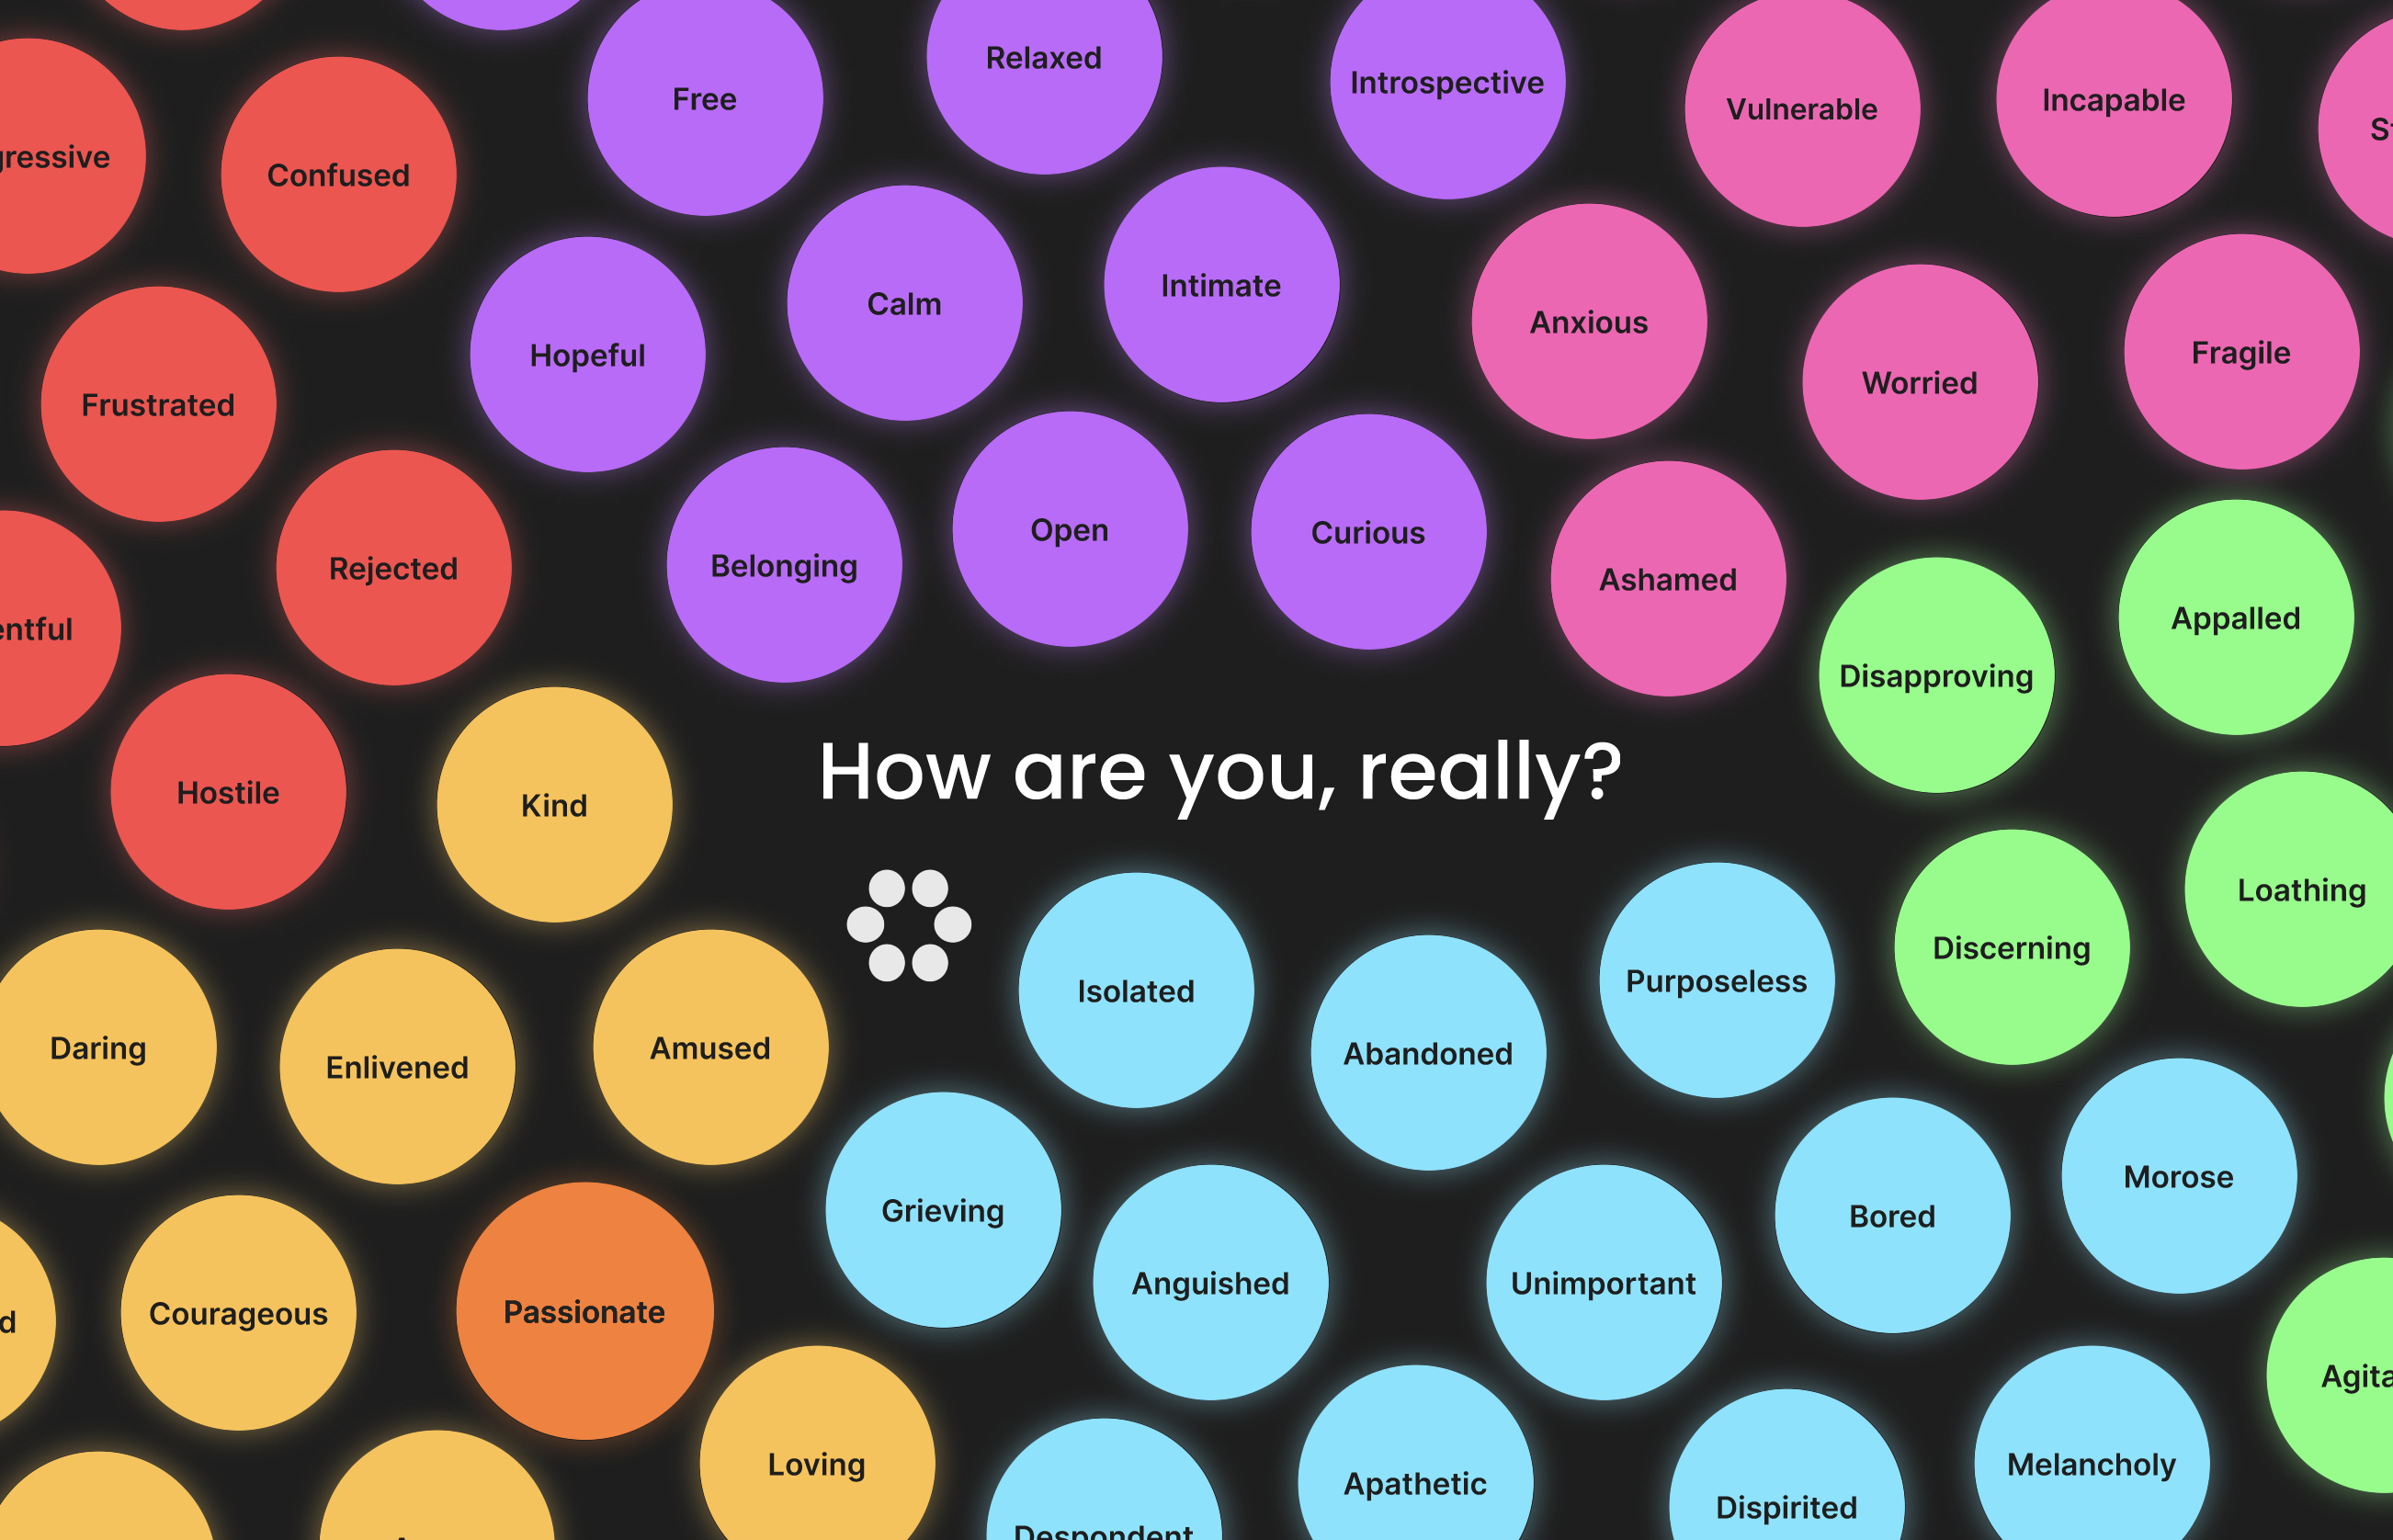 Relaxed
Introspective
Free
Vulnerable
Incapable
gressive
Confused
Calm
Intimate
Anxious
Hopeful
Worried
Fragile
Frustrated
Open
Curious
Belonging
Rejected
Ashamed
Appalled
entful
Disapproving
How are you, really?
Hostile
Kind
Loathing
Discerning
Isolated
Purposeless
Daring
Enlivened
Amused
Abandoned
Morose
Grieving
Bored
Anguished
Unimportant
Courageous
Passionate
d
Agita
Loving
Apathetic
Melancholy
Dispirited
Despondent